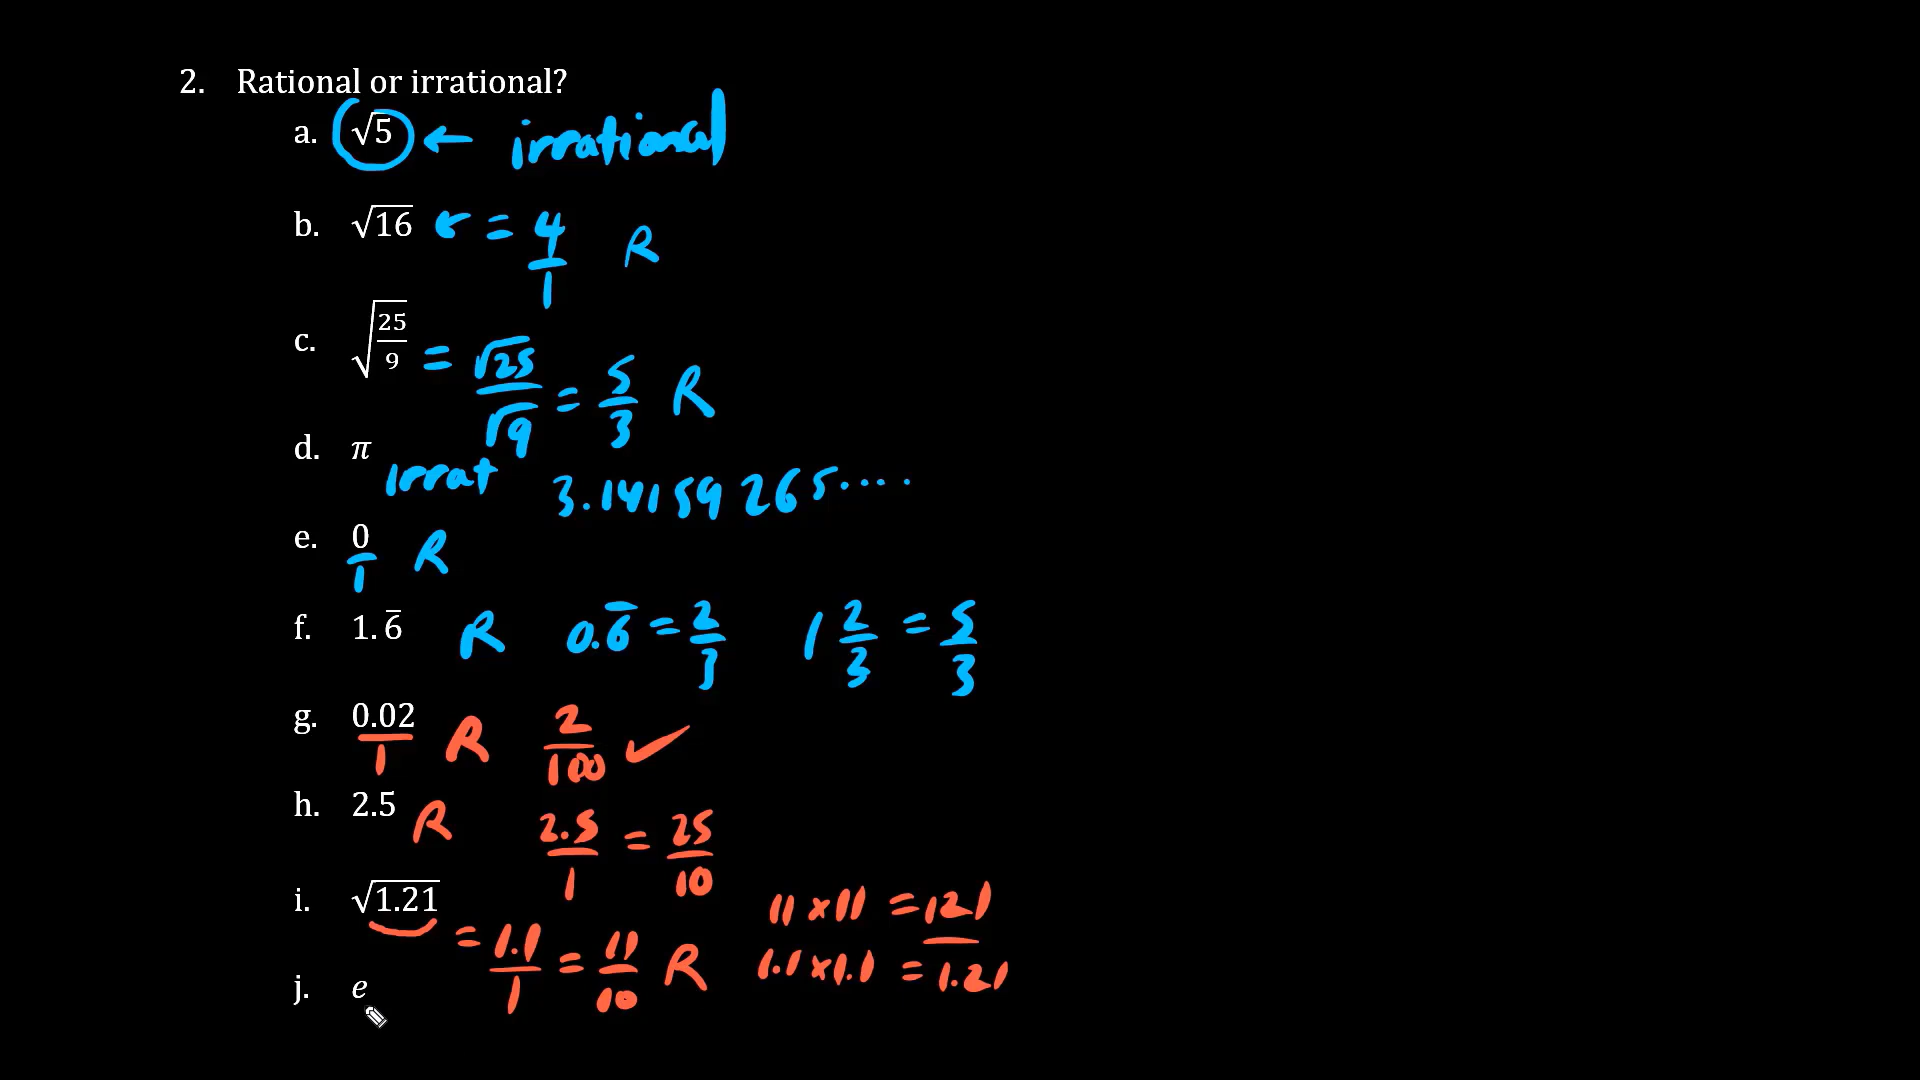 2. Rational or irrational?
a. √5 ← irrational
b. √16 ← = 4/1 R
c. √(25/9) = √25/√9 = 5/3 R
d. π irrat 3.14159265....
e. 0/1 R
f. 1.6̅ R 0.6̅ = 2/3 1 2/3 = 5/3
g. 0.02/1 R 2/100 ✓
h. 2.5 R 2.5/1 = 25/10
i. √1.21 = 1.1/1 = 11/10 R 11 × 11 = 121
1.1 × 1.1 = 1.21
j. e